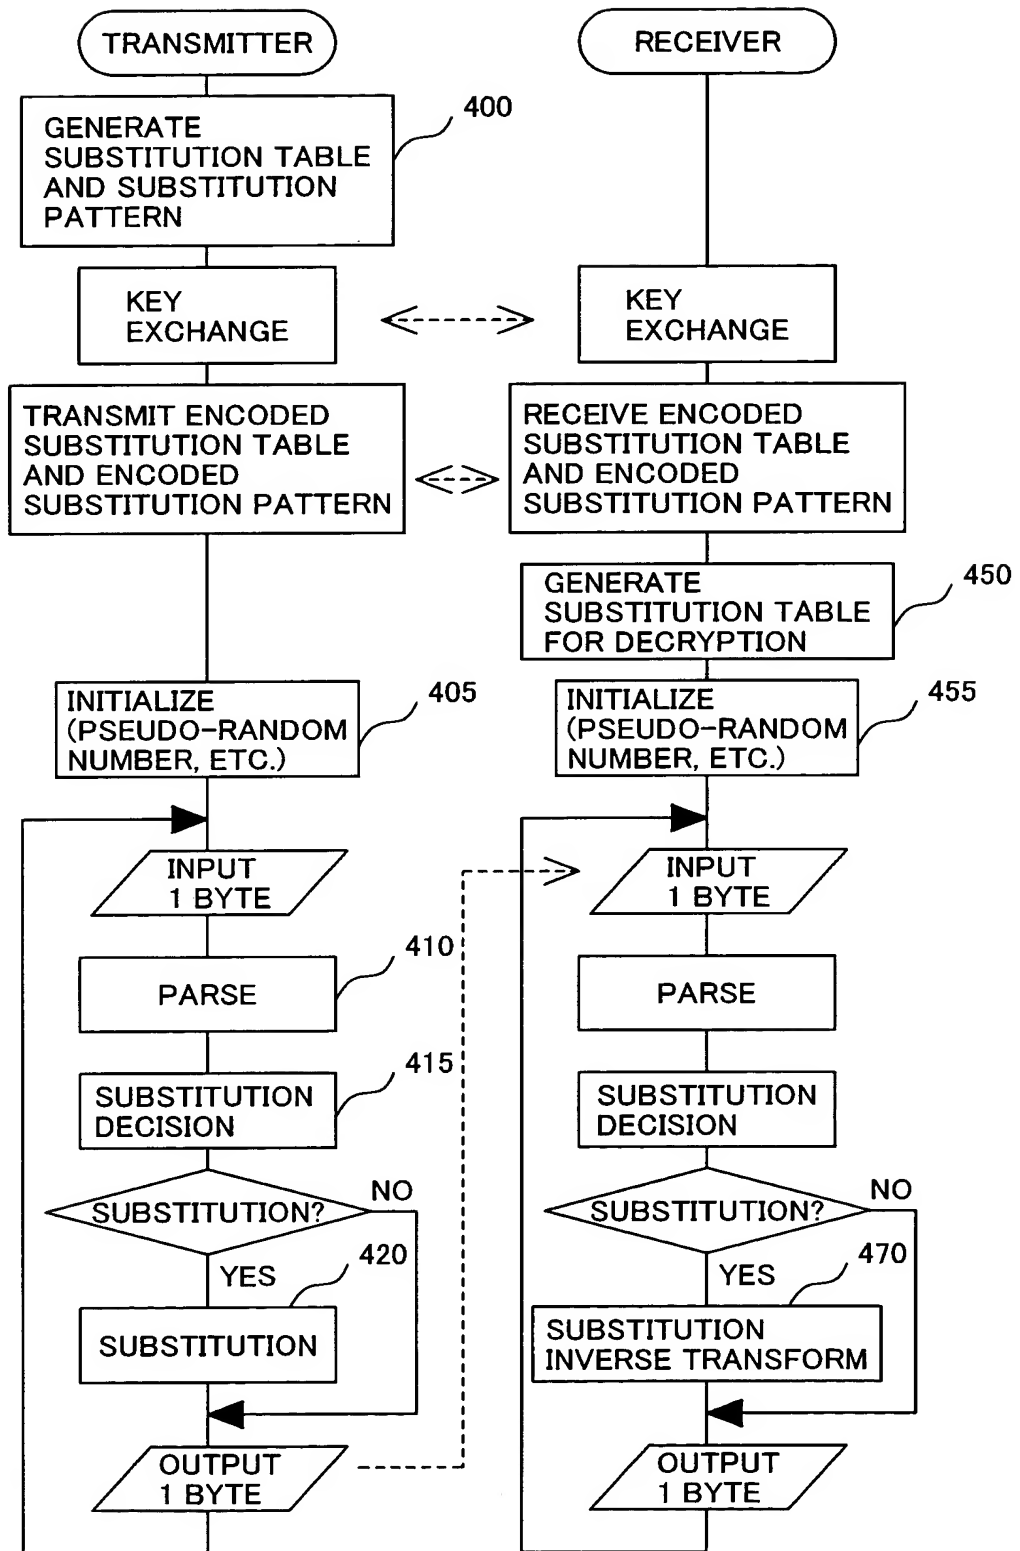 TRANSMITTER
GENERATE
SUBSTITUTION TABLE
AND SUBSTITUTION
PATTERN
400
KEY
EXCHANGE
TRANSMIT ENCODED
SUBSTITUTION TABLE
AND ENCODED
SUBSTITUTION PATTERN
INITIALIZE
(PSEUDO-RANDOM
NUMBER, ETC.)
405
INPUT
1 BYTE
PARSE
410
SUBSTITUTION
DECISION
415
SUBSTITUTION?
NO
YES
420
SUBSTITUTION
OUTPUT
1 BYTE
RECEIVER
KEY
EXCHANGE
RECEIVE ENCODED
SUBSTITUTION TABLE
AND ENCODED
SUBSTITUTION PATTERN
GENERATE
SUBSTITUTION TABLE
FOR DECRYPTION
450
INITIALIZE
(PSEUDO-RANDOM
NUMBER, ETC.)
455
INPUT
1 BYTE
PARSE
SUBSTITUTION
DECISION
SUBSTITUTION?
NO
YES
470
SUBSTITUTION
INVERSE TRANSFORM
OUTPUT
1 BYTE